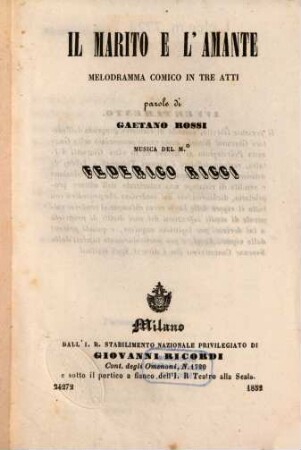 IL MARITO E L'AMANTE
MELODRAMMA COMICO IN TRE ATTI
parole di
GAETANO ROSSI
MUSICA DEL M.º
FEDERICO RICCI
Milano
DALL' I. R. STABILIMENTO NAZIONALE PRIVILEGIATO DI
GIOVANNI RICORDI
Cont. degli Omenoni, N. 1720
e sotto il portico a fianco dell' I. R. Teatro alla Scala.
24272 1852